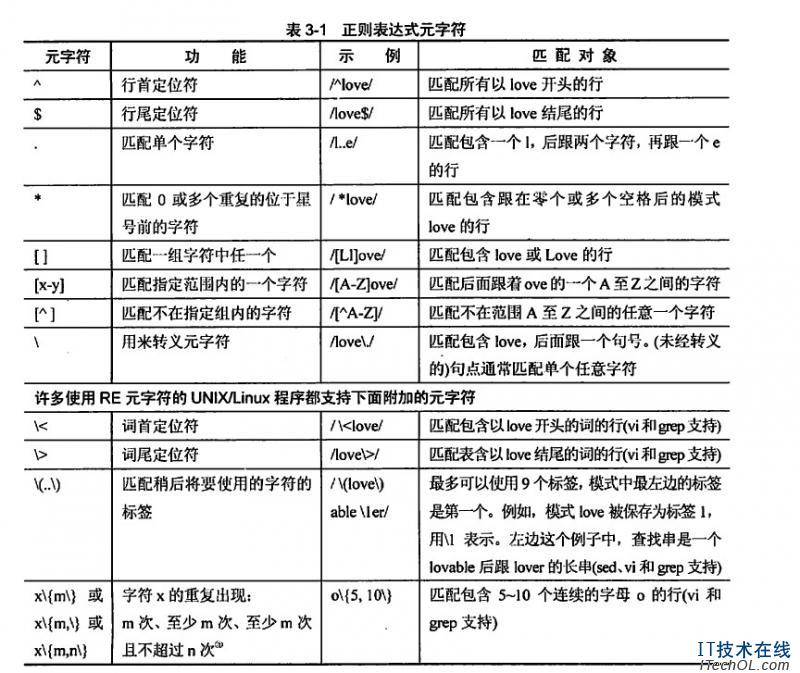 表 3-1 正则表达式元字符
元字符 功 能 示 例 匹 配 对 象
^ 行首定位符 /^love/ 匹配所有以 love 开头的行
$ 行尾定位符 /love$/ 匹配所有以 love 结尾的行
. 匹配单个字符 /l..e/ 匹配包含一个 l，后跟两个字符，再跟一个 e
的行
* 匹配 0 或多个重复的位于星 / *love/ 匹配包含跟在零个或多个空格后的模式
号前的字符 love 的行
[ ] 匹配一组字符中任一个 /[Ll]ove/ 匹配包含 love 或 Love 的行
[x-y] 匹配指定范围内的一个字符 /[A-Z]ove/ 匹配后面跟着 ove 的一个 A 至 Z 之间的字符
[^ ] 匹配不在指定组内的字符 /[^A-Z]/ 匹配不在范围 A 至 Z 之间的任意一个字符
\ 用来转义元字符 /love\./ 匹配包含 love，后面跟一个句号。(未经转义
的)句点通常匹配单个任意字符
许多使用 RE 元字符的 UNIX/Linux 程序都支持下面附加的元字符
\< 词首定位符 / \<love/ 匹配包含以 love 开头的词的行(vi 和 grep 支持)
\> 词尾定位符 /love\>/ 匹配表含以 love 结尾的词的行(vi 和 grep 支持)
\(..\) 匹配稍后将要使用的字符的 / \(love\) 最多可以使用 9 个标签，模式中最左边的标签
标签 able \1er/ 是第一个。例如，模式 love 被保存为标签 1，
用\1 表示。左边这个例子中，查找串是一个
lovable 后跟 lover 的长串(sed、vi 和 grep 支持)
x\{m\} 或 字符 x 的重复出现： o\{5, 10\} 匹配包含 5~10 个连续的字母 o 的行(vi 和
x\{m,\} 或 m 次、至少 m 次、至少 m 次 grep 支持)
x\{m,n\} 且不超过 n 次①
IT技术在线
iTechOL.com